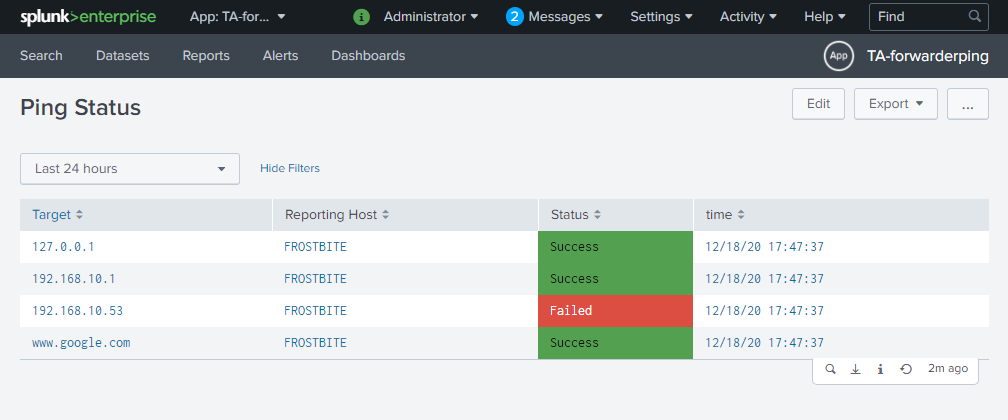 splunk>enterprise App: TA-for... i Administrator 2 Messages Settings Activity Help Find
Search Datasets Reports Alerts Dashboards App TA-forwarderping
Ping Status Edit Export ...
Last 24 hours Hide Filters
Target Reporting Host Status time
127.0.0.1 FROSTBITE Success 12/18/20 17:47:37
192.168.10.1 FROSTBITE Success 12/18/20 17:47:37
192.168.10.53 FROSTBITE Failed 12/18/20 17:47:37
www.google.com FROSTBITE Success 12/18/20 17:47:37
i 2m ago